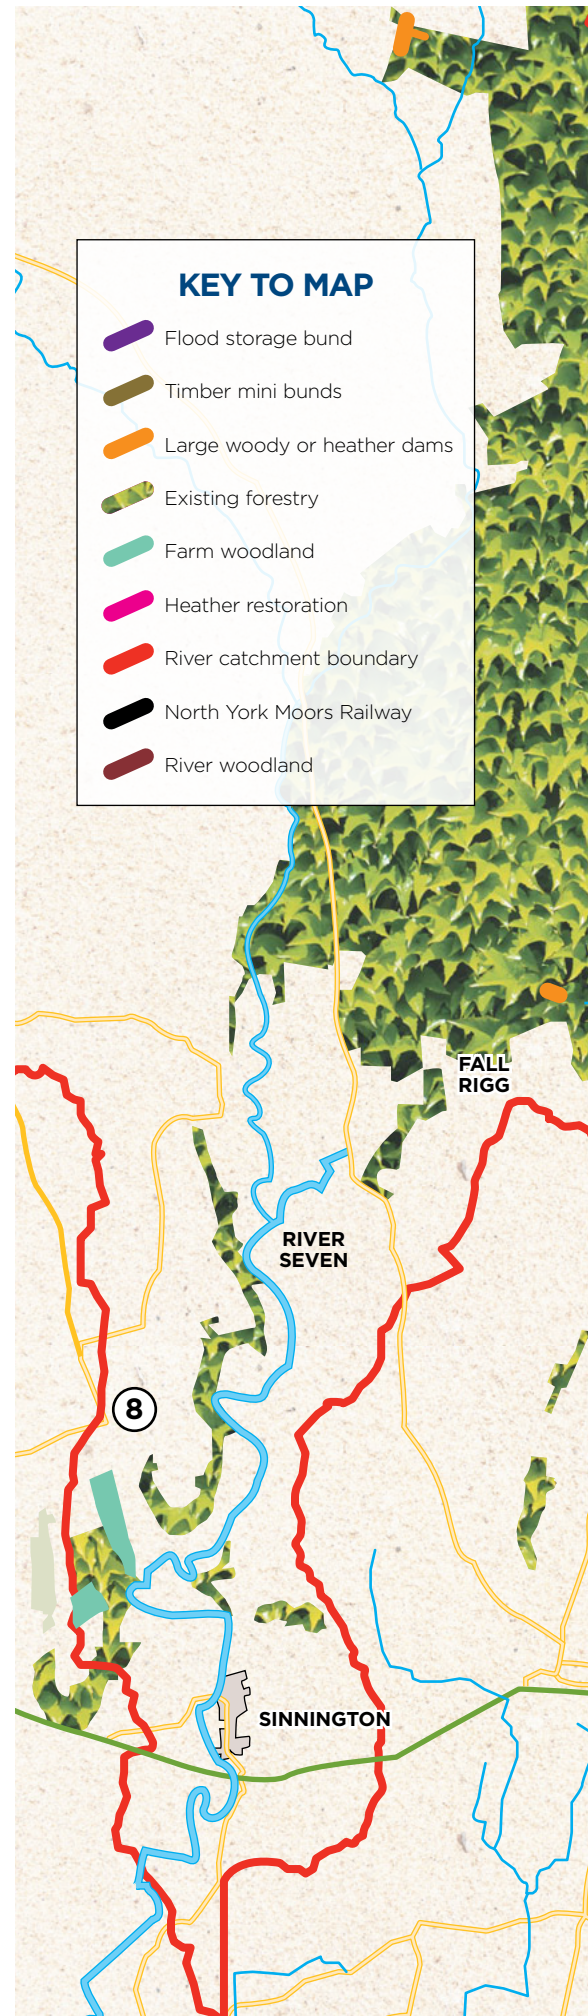 KEY TO MAP
Flood storage bund
Timber mini bunds
Large woody or heather dams
Existing forestry
Farm woodland
Heather restoration
River catchment boundary
North York Moors Railway
River woodland
FALL
RIGG
RIVER
SEVEN
8
SINNINGTON